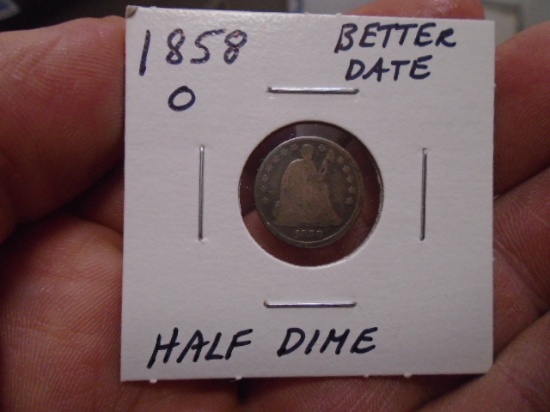 1858 BETTER
O DATE
HALF DIME